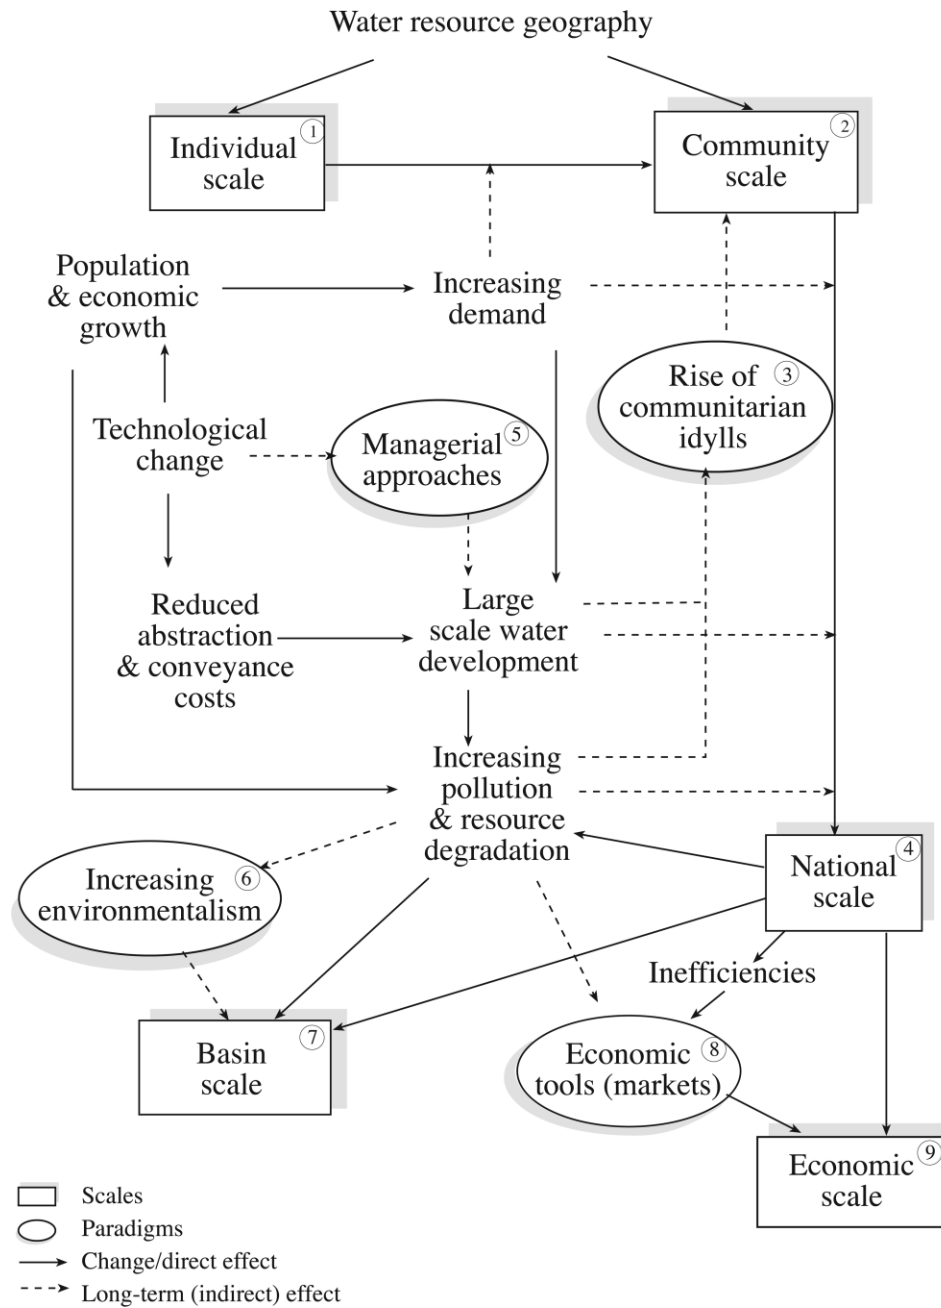 Water resource geography
1
Individual
scale
2
Community
scale
Population
& economic
growth
Increasing
demand
Rise of
3
communitarian
idylls
Technological
change
Managerial
5
approaches
Reduced
abstraction
& conveyance
costs
Large
scale water
development
Increasing
pollution
& resource
degradation
4
National
scale
Increasing
6
environmentalism
Inefficiencies
7
Basin
scale
Economic
8
tools (markets)
9
Economic
scale
Scales
Paradigms
Change/direct effect
Long-term (indirect) effect